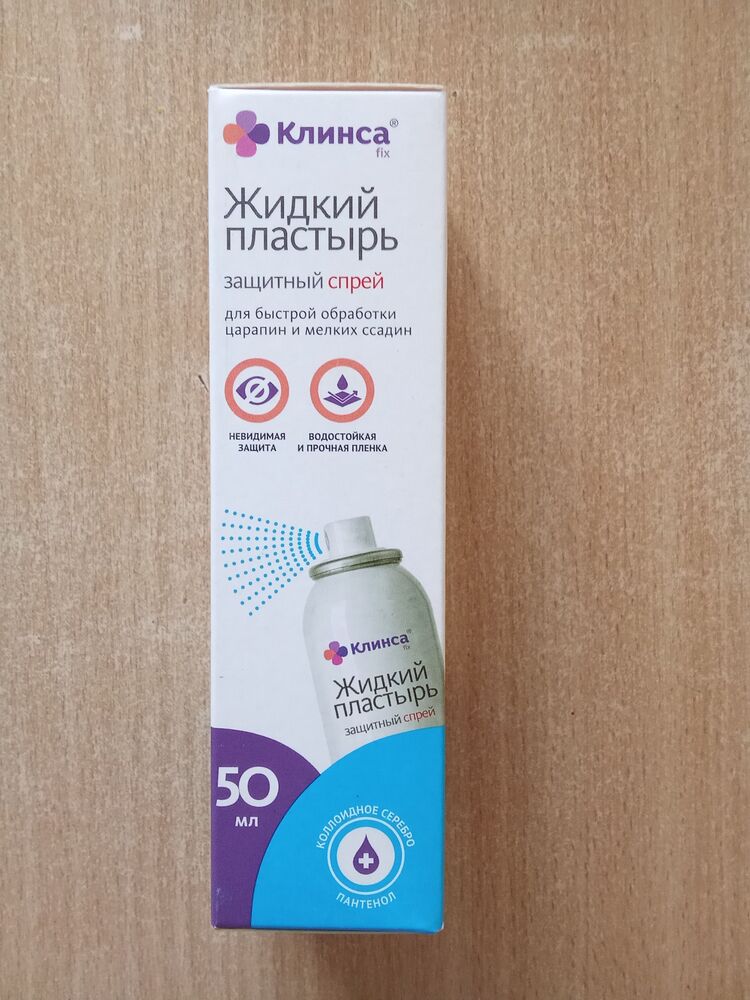 Клинса®
fix
Жидкий
пластырь
защитный спрей
для быстрой обработки
царапин и мелких ссадин
НЕВИДИМАЯ
ЗАЩИТА
ВОДОСТОЙКАЯ
И ПРОЧНАЯ ПЛЕНКА
Клинса®
fix
Жидкий
пластырь
защитный спрей
50
мл
КОЛЛОИДНОЕ СЕРЕБРО
ПАНТЕНОЛ